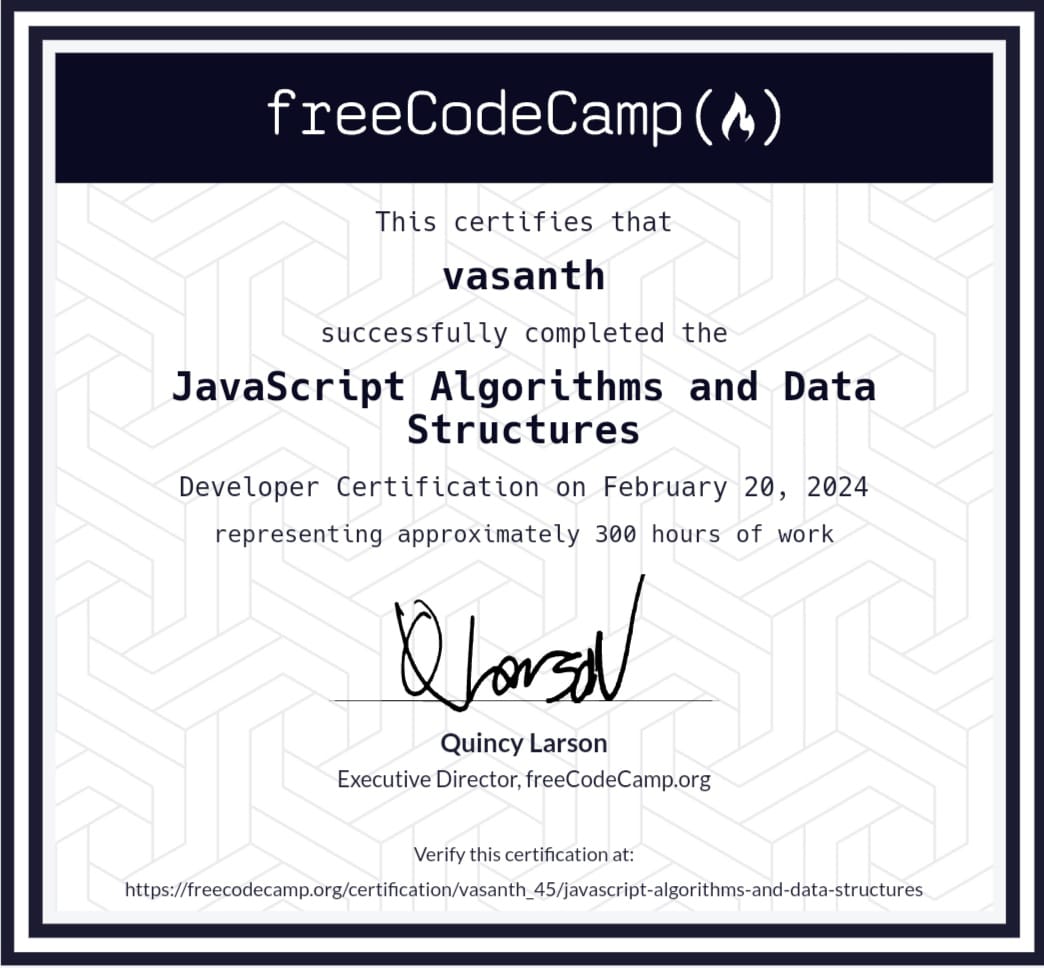 freeCodeCamp
This certifies that
vasanth
successfully completed the
JavaScript Algorithms and Data
Structures
Developer Certification on February 20, 2024
representing approximately 300 hours of work
Quincy Larson
Executive Director, freeCodeCamp.org
Verify this certification at:
https://freecodecamp.org/certification/vasanth_45/javascript-algorithms-and-data-structures